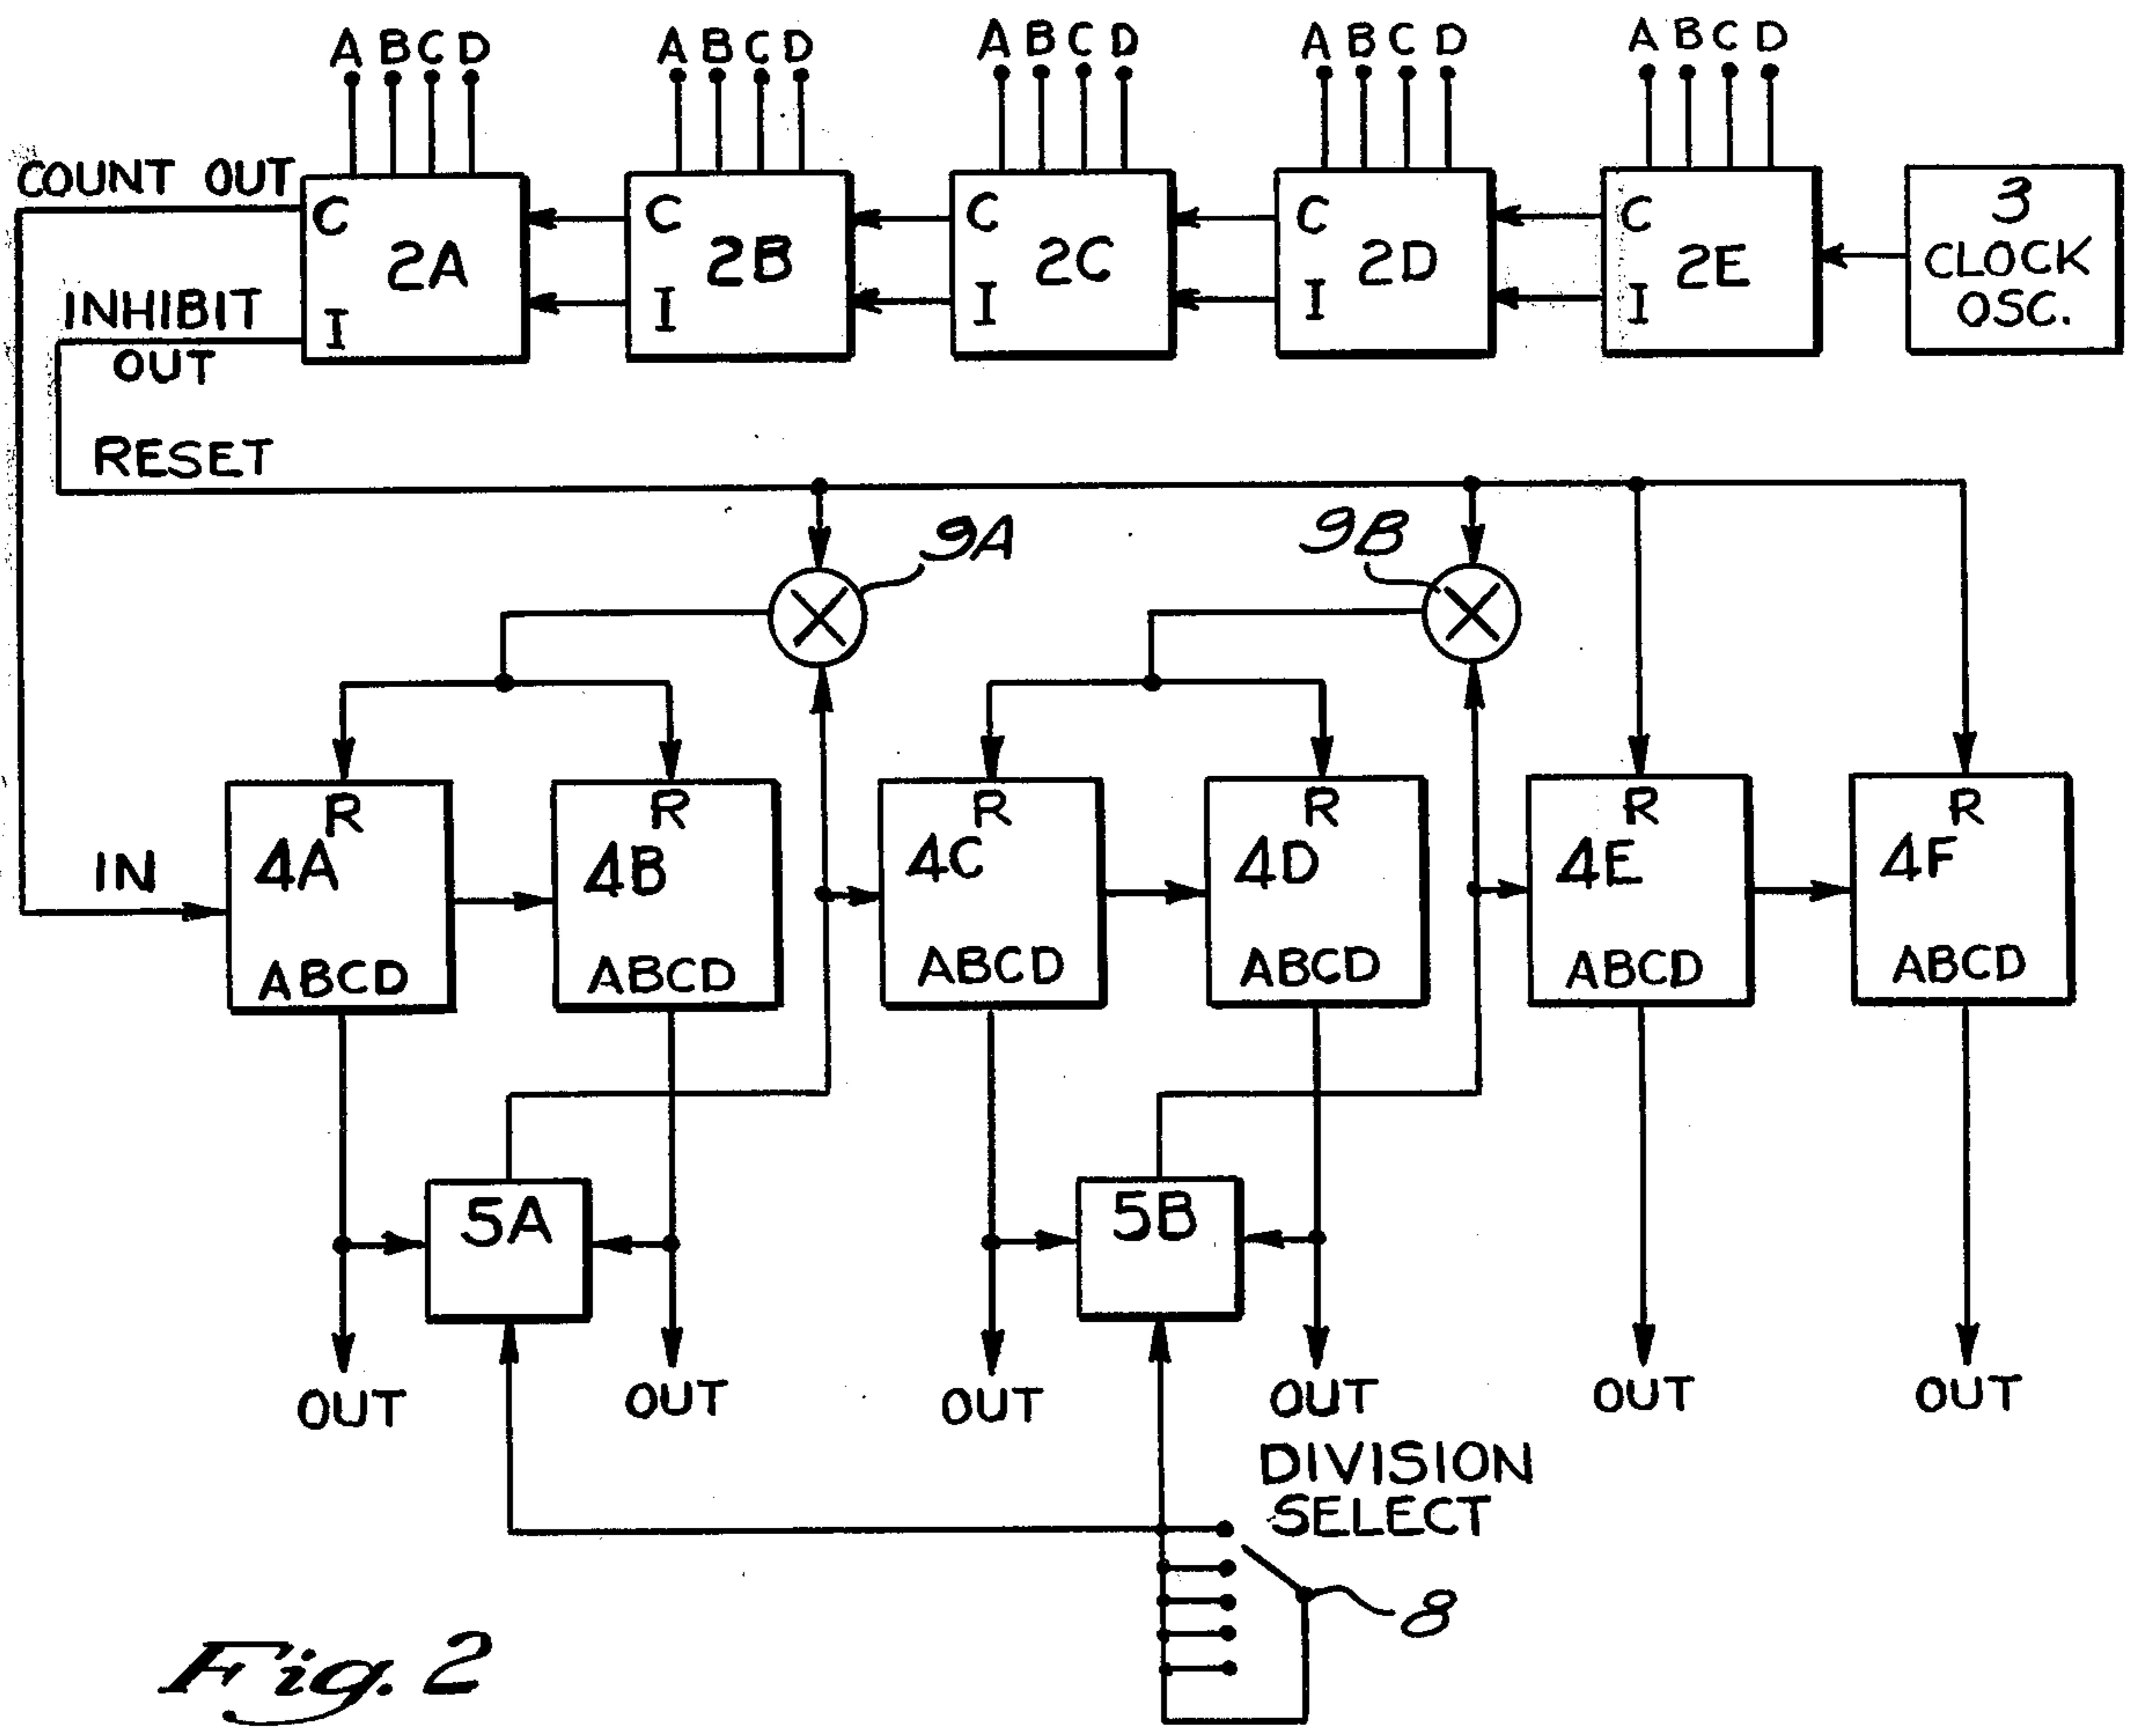 A B C D
A B C D
A B C D
A B C D
A B C D
COUNT OUT
C
2A
I
C
2B
I
C
2C
I
C
2D
I
C
2E
I
3
CLOCK
OSC.
INHIBIT
OUT
RESET
9A
9B
IN
R
4A
ABCD
R
4B
ABCD
R
4C
ABCD
R
4D
ABCD
R
4E
ABCD
R
4F
ABCD
5A
5B
OUT
OUT
OUT
OUT
OUT
OUT
DIVISION
SELECT
8
Fig. 2